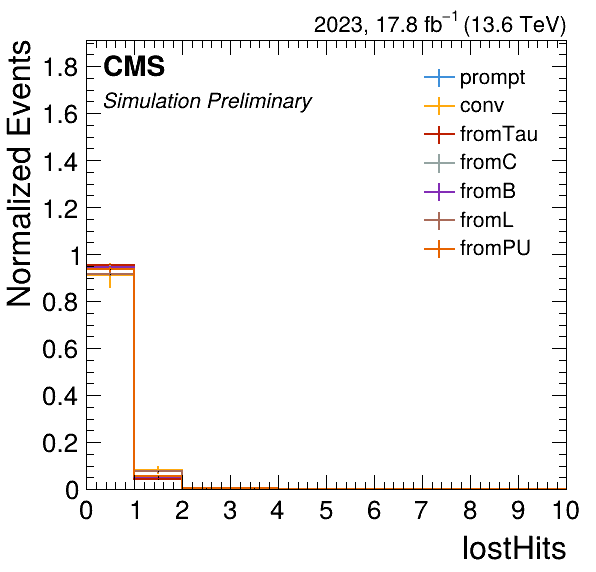 2023, 17.8 fb⁻¹ (13.6 TeV)
CMS
Simulation Preliminary
prompt
conv
fromTau
fromC
fromB
fromL
fromPU
Normalized Events
1.8
1.6
1.4
1.2
1
0.8
0.6
0.4
0.2
0
0 1 2 3 4 5 6 7 8 9 10
lostHits